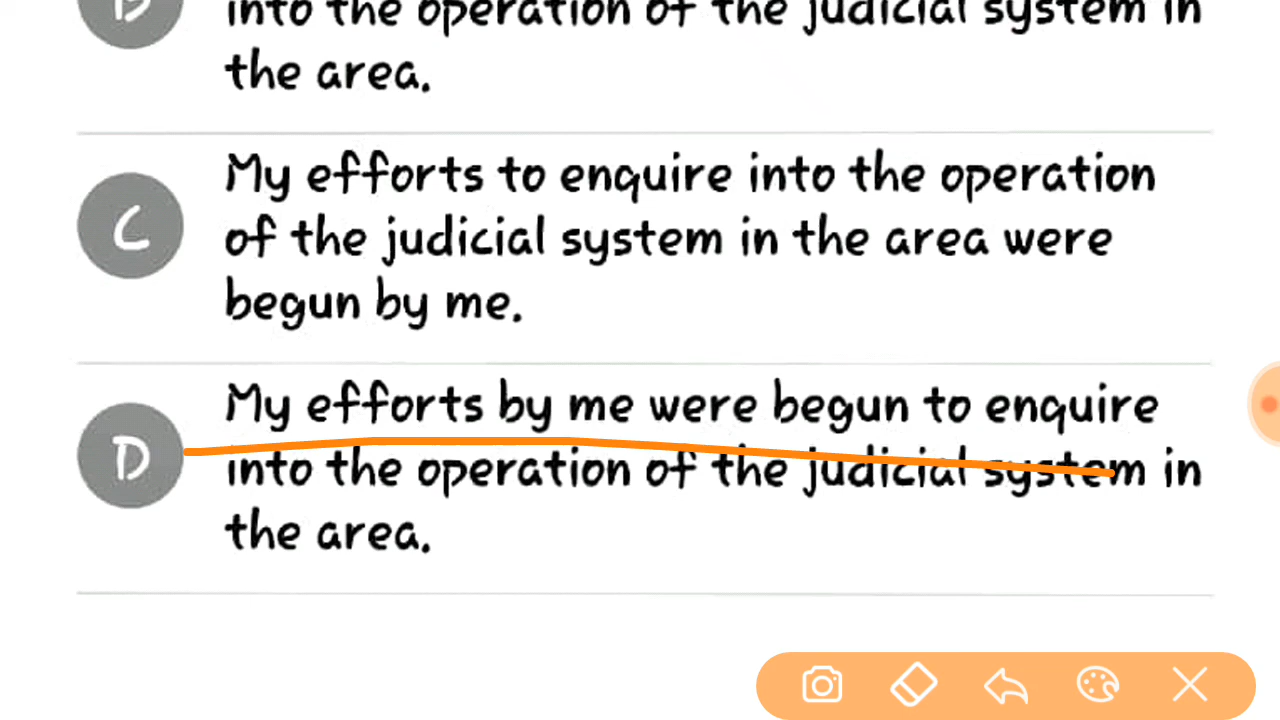 B
into the operation of the judicial system in
the area.
C
My efforts to enquire into the operation
of the judicial system in the area were
begun by me.
D
My efforts by me were begun to enquire
into the operation of the judicial system in
the area.